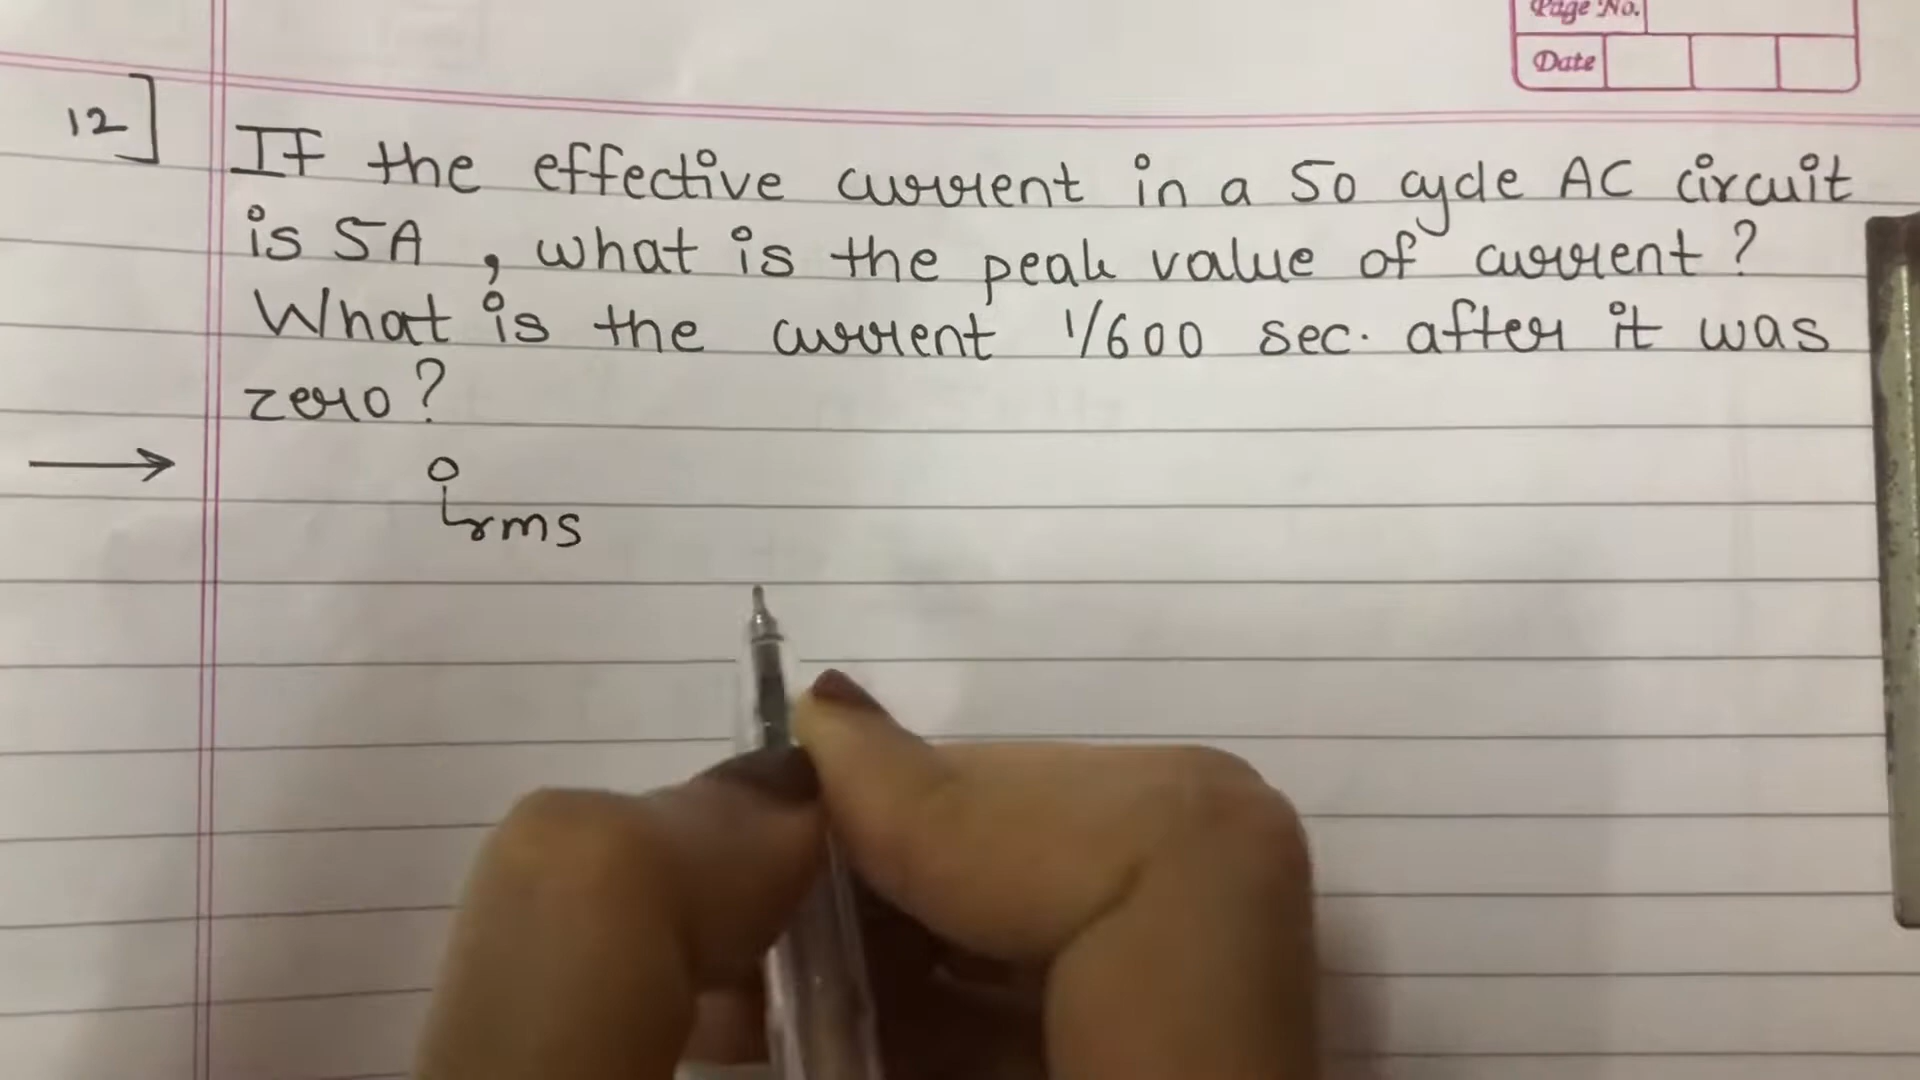 Page No.
Date
12]
If the effective current in a 50 cycle AC circuit
is 5A , what is the peak value of current ?
What is the current 1/600 sec. after it was
zero ?
→ irms